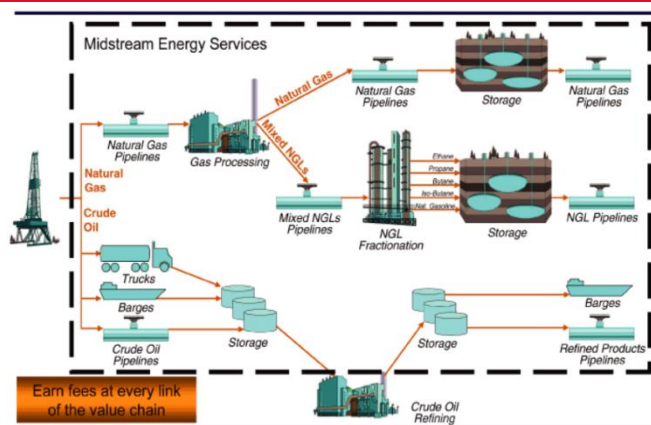 Midstream Energy Services
Natural Gas
Mixed NGLs
Natural Gas
Pipelines
Gas Processing
Natural Gas
Pipelines
Storage
Natural Gas
Pipelines
Natural
Gas
Crude
Oil
Mixed NGLs
Pipelines
NGL
Fractionation
Ethane
Propane
Butane
Iso-Butane
Nat. Gasoline
Storage
NGL Pipelines
Trucks
Barges
Crude Oil
Pipelines
Storage
Storage
Barges
Refined Products
Pipelines
Crude Oil
Refining
Earn fees at every link
of the value chain